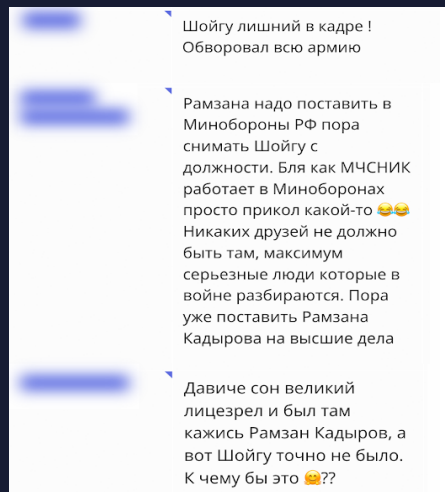 Шойгу лишний в кадре !
Обворовал всю армию
Рамзана надо поставить в
Минобороны РФ пора
снимать Шойгу с
должности. Бля как МЧСНИК
работает в Миноборонах
просто прикол какой-то 😂😂
Никаких друзей не должно
быть там, максимум
серьезные люди которые в
войне разбираются. Пора
уже поставить Рамзана
Кадырова на высшие дела
Давиче сон великий
лицезрел и был там
кажись Рамзан Кадыров, а
вот Шойгу точно не было.
К чему бы это 🤗??